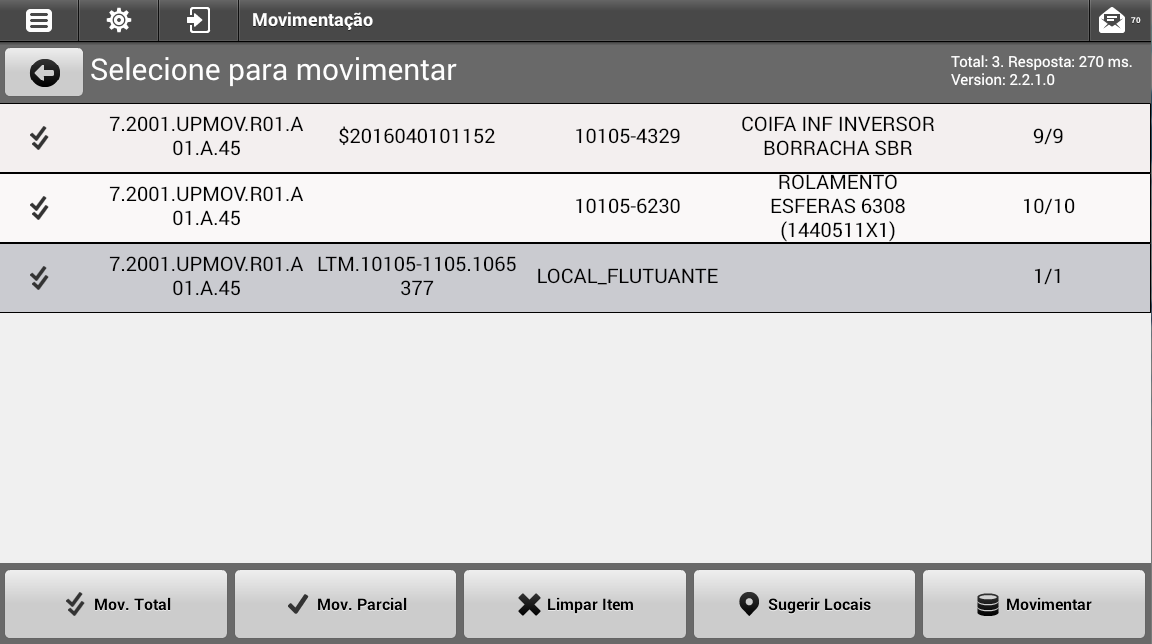 Movimentação
70
Selecione para movimentar
Total: 3. Resposta: 270 ms.
Version: 2.2.1.0
7.2001.UPMOV.R01.A
01.A.45
$2016040101152
10105-4329
COIFA INF INVERSOR
BORRACHA SBR
9/9
7.2001.UPMOV.R01.A
01.A.45
10105-6230
ROLAMENTO
ESFERAS 6308
(1440511X1)
10/10
7.2001.UPMOV.R01.A
01.A.45
LTM.10105-1105.1065
377
LOCAL_FLUTUANTE
1/1
Mov. Total
Mov. Parcial
Limpar Item
Sugerir Locais
Movimentar